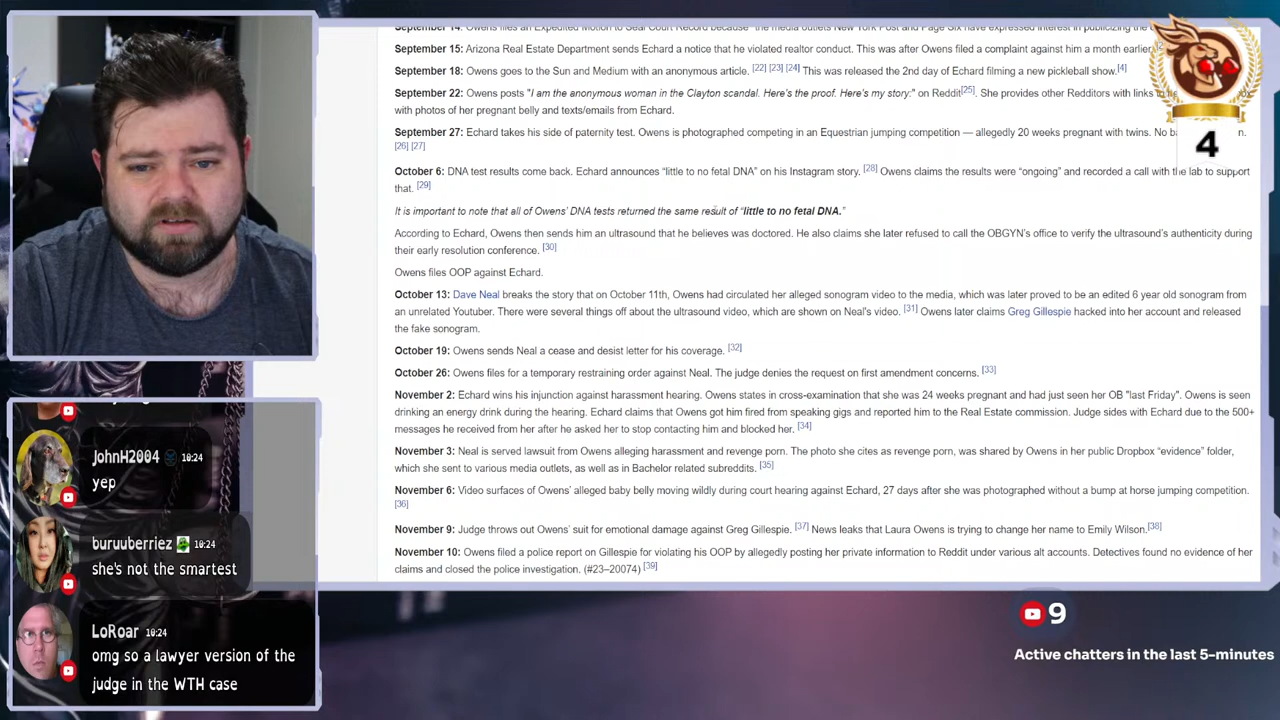 September 14: Owens files an Expedited Motion to Seal Court Record because "the media outlets New York Post and Page Six have expressed interest in publicizing the
September 15: Arizona Real Estate Department sends Echard a notice that he violated realtor conduct. This was after Owens filed a complaint against him a month earlier.
September 18: Owens goes to the Sun and Medium with an anonymous article. [22] [23] [24] This was released the 2nd day of Echard filming a new pickleball show.[4]
September 22: Owens posts "I am the anonymous woman in the Clayton scandal. Here's the proof. Here's my story:" on Reddit[25]. She provides other Redditors with links to
with photos of her pregnant belly and texts/emails from Echard.
September 27: Echard takes his side of paternity test. Owens is photographed competing in an Equestrian jumping competition — allegedly 20 weeks pregnant with twins. No
[26] [27]
October 6: DNA test results come back. Echard announces "little to no fetal DNA" on his Instagram story. [28] Owens claims the results were "ongoing" and recorded a call with the lab to support
that. [29]
It is important to note that all of Owens' DNA tests returned the same result of "little to no fetal DNA."
According to Echard, Owens then sends him an ultrasound that he believes was doctored. He also claims she later refused to call the OBGYN's office to verify the ultrasound's authenticity during
their early resolution conference. [30]
Owens files OOP against Echard.
October 13: Dave Neal breaks the story that on October 11th, Owens had circulated her alleged sonogram video to the media, which was later proved to be an edited 6 year old sonogram from
an unrelated Youtuber. There were several things off about the ultrasound video, which are shown on Neal's video. [31] Owens later claims Greg Gillespie hacked into her account and released
the fake sonogram.
October 19: Owens sends Neal a cease and desist letter for his coverage. [32]
October 26: Owens files for a temporary restraining order against Neal. The judge denies the request on first amendment concerns. [33]
November 2: Echard wins his injunction against harassment hearing. Owens states in cross-examination that she was 24 weeks pregnant and had just seen her OB "last Friday". Owens is seen
drinking an energy drink during the hearing. Echard claims that Owens got him fired from speaking gigs and reported him to the Real Estate commission. Judge sides with Echard due to the 500+
messages he received from her after he asked her to stop contacting him and blocked her. [34]
November 3: Neal is served lawsuit from Owens alleging harassment and revenge porn. The photo she cites as revenge porn, was shared by Owens in her public Dropbox "evidence" folder,
which she sent to various media outlets, as well as in Bachelor related subreddits. [35]
November 6: Video surfaces of Owens' alleged baby belly moving wildly during court hearing against Echard, 27 days after she was photographed without a bump at horse jumping competition.
[36]
November 9: Judge throws out Owens' suit for emotional damage against Greg Gillespie. [37] News leaks that Laura Owens is trying to change her name to Emily Wilson.[38]
November 10: Owens filed a police report on Gillespie for violating his OOP by allegedly posting her private information to Reddit under various alt accounts. Detectives found no evidence of her
claims and closed the police investigation. (#23–20074) [39]
4
JohnH2004 10:24
yep
buruuberriez 10:24
she's not the smartest
LoRoar 10:24
omg so a lawyer version of the
judge in the WTH case
9
Active chatters in the last 5-minutes